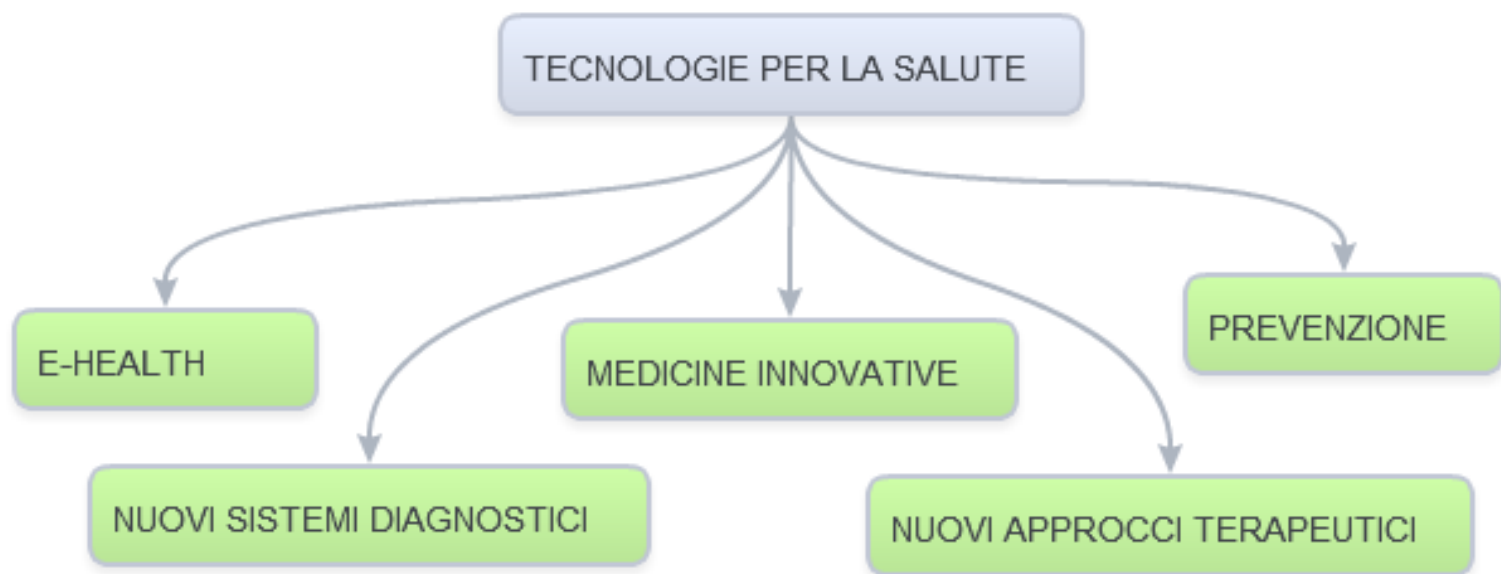 TECNOLOGIE PER LA SALUTE
E-HEALTH
MEDICINE INNOVATIVE
PREVENZIONE
NUOVI SISTEMI DIAGNOSTICI
NUOVI APPROCCI TERAPEUTICI